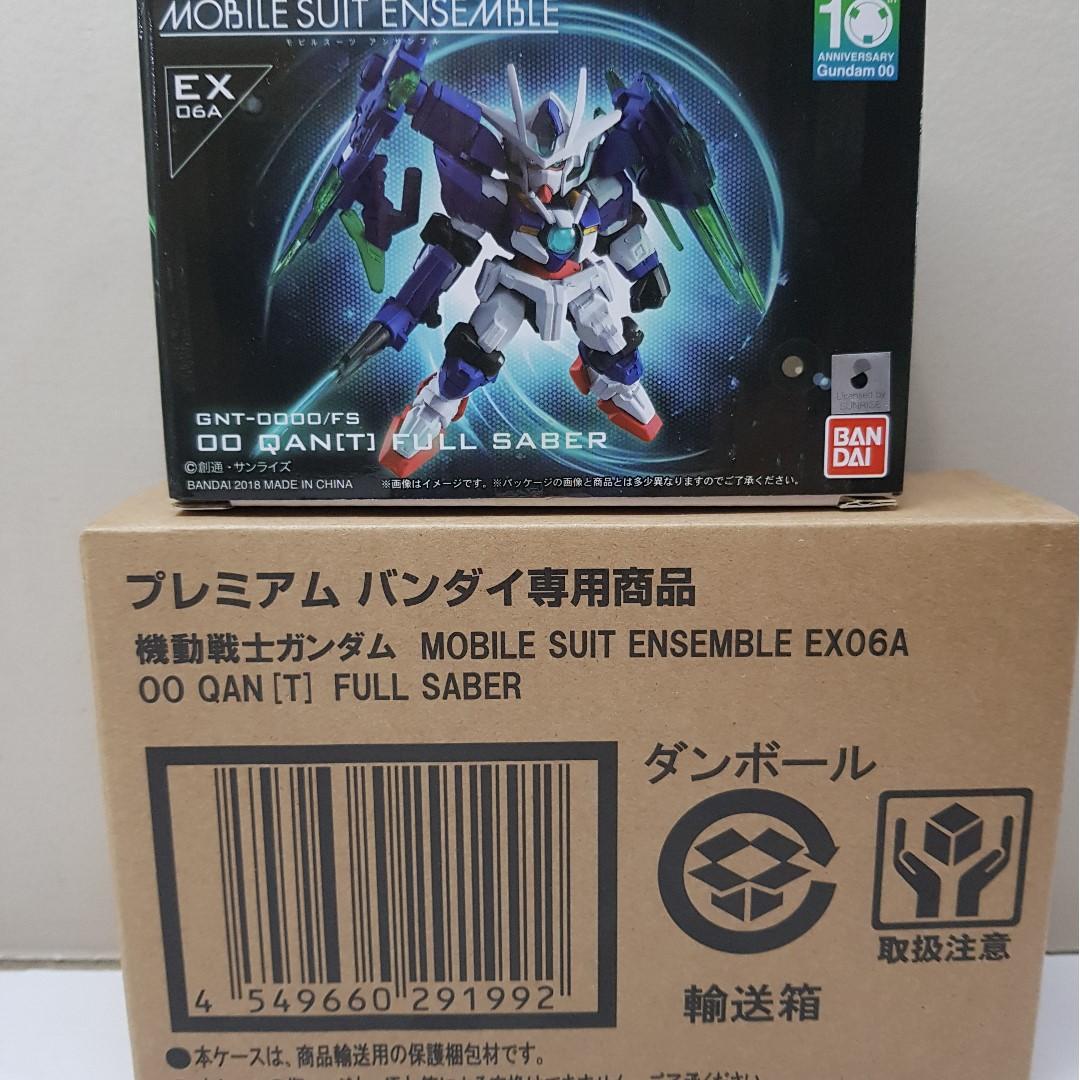 MOBILE SUIT ENSEMBLE
モビルスーツ アンサンブル
EX
06A
10th
ANNIVERSARY
Gundam 00
Licensed by
SUNRISE
GNT-0000/FS
OO QAN[T] FULL SABER
©創通・サンライズ
BANDAI 2018 MADE IN CHINA
※画像はイメージです。※パッケージの画像と商品とは多少異なりますのでご了承ください。
BAN
DAI
プレミアム バンダイ専用商品
機動戦士ガンダム MOBILE SUIT ENSEMBLE EX06A
OO QAN[T] FULL SABER
ダンボール
4 549660 291992
取扱注意
輸送箱
●本ケースは、商品輸送用の保護梱包材です。